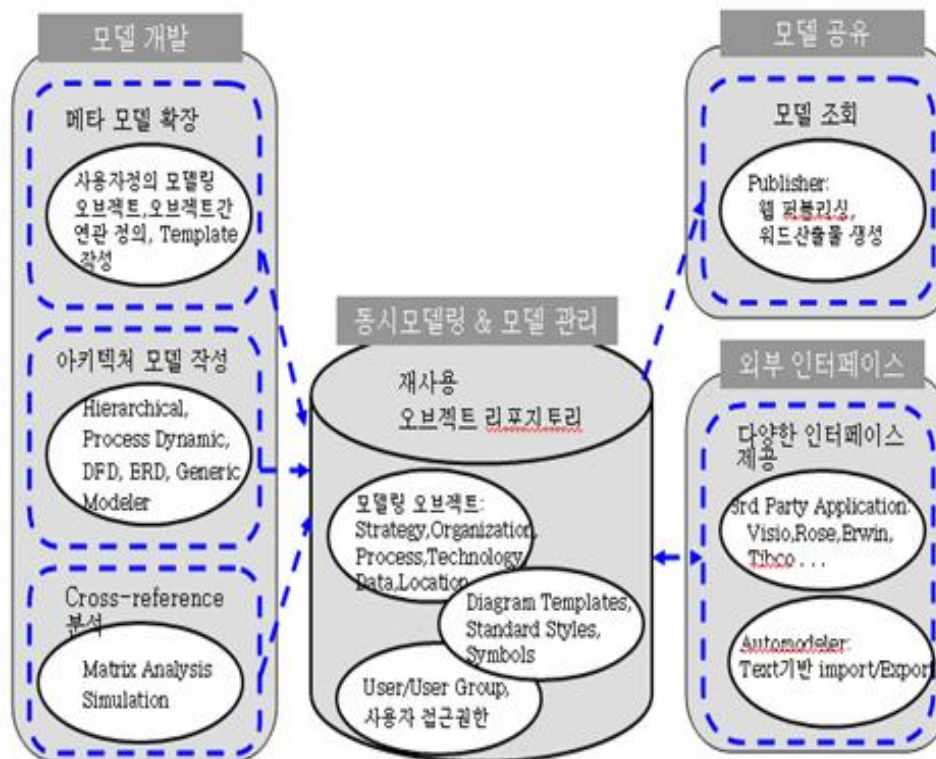 모델 개발
메타 모델 확장
사용자정의 모델링
오브젝트,오브젝트간
연관 정의, Template
작성
아키텍쳐 모델 작성
Hierarchical,
Process Dynamic,
DFD, ERD, Generic
Modeler
Cross-reference
분석
Matrix Analysis
Simulation
동시모델링 & 모델 관리
재사용
오브젝트 리포지토리
모델링 오브젝트:
Strategy,Organization,
Process,Technology
Data,Location
Diagram Templates,
Standard Styles,
Symbols
User/User Group,
사용자 접근권한
모델 공유
모델 조회
Publisher:
웹 퍼블리싱,
워드산출물 생성
외부 인터페이스
다양한 인터페이스
제공
3rd Party Application:
Visio,Rose,Erwin,
Tibco . . .
Automodeler:
Text기반 import/Export